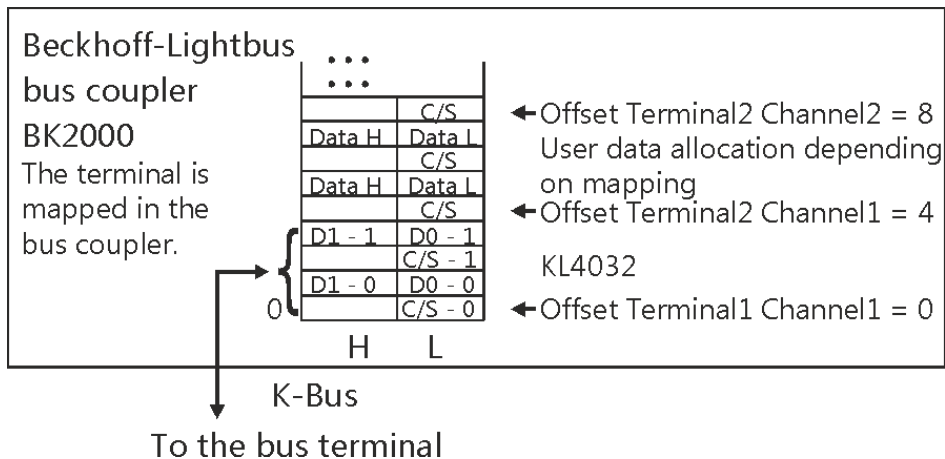 Beckhoff-Lightbus
bus coupler
BK2000
The terminal is
mapped in the
bus coupler.
C/S
Data H Data L
C/S
Data H Data L
C/S
D1 - 1 D0 - 1
C/S - 1
D1 - 0 D0 - 0
0 C/S - 0
H L
Offset Terminal2 Channel2 = 8
User data allocation depending
on mapping
Offset Terminal2 Channel1 = 4
KL4032
Offset Terminal1 Channel1 = 0
K-Bus
To the bus terminal